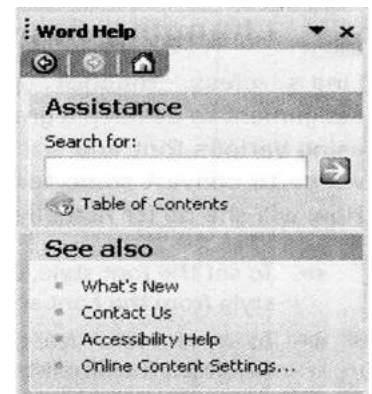 Word Help
Assistance
Search for:
Table of Contents
See also
What's New
Contact Us
Accessibility Help
Online Content Settings...